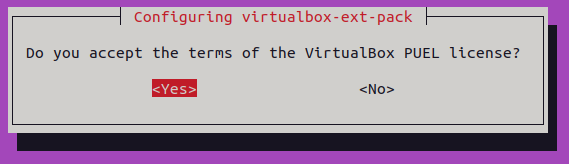 Configuring virtualbox-ext-pack
Do you accept the terms of the VirtualBox PUEL license?
<Yes> <No>